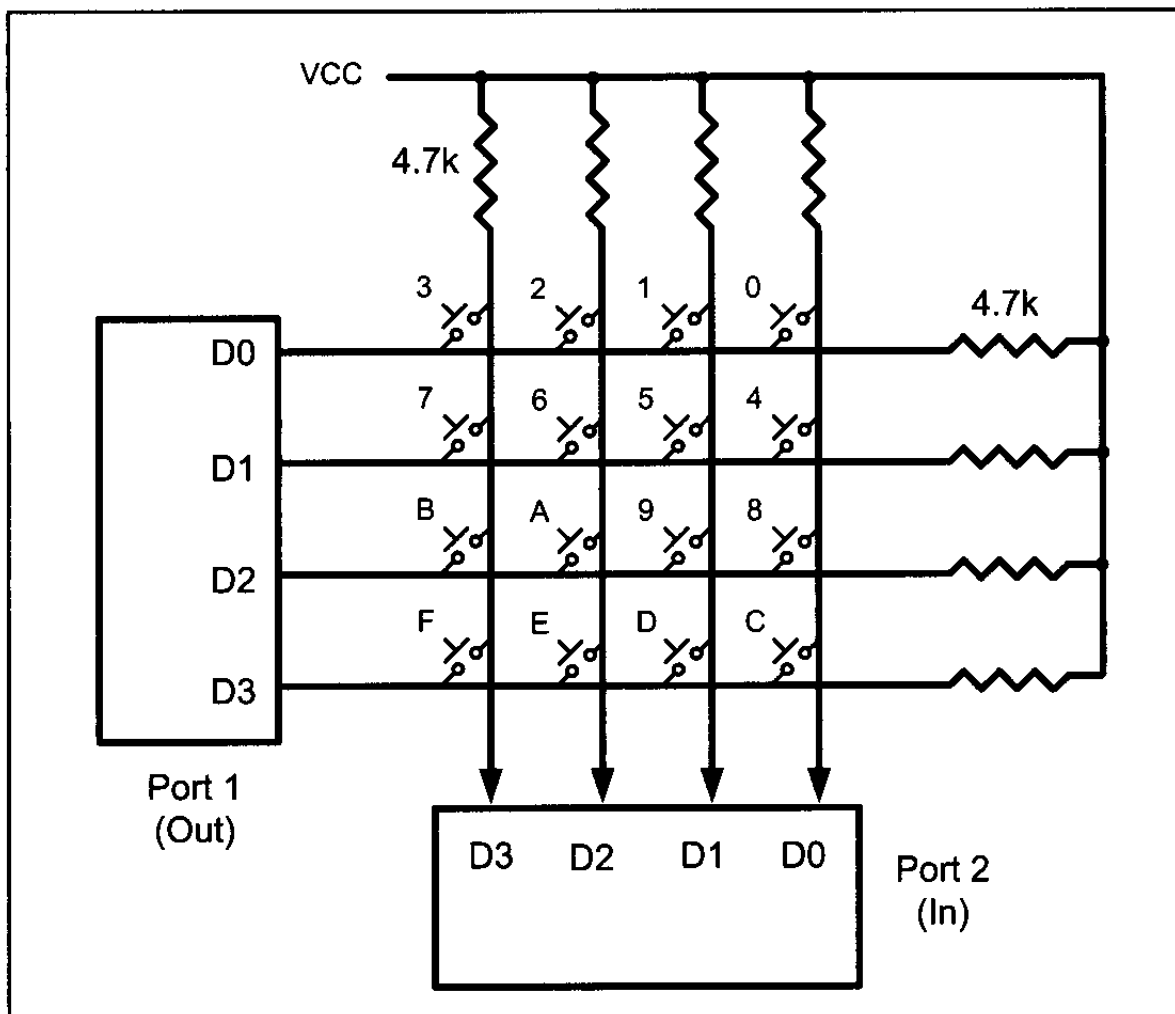 VCC
4.7k
3 2 1 0
4.7k
D0
7 6 5 4
D1
B A 9 8
D2
F E D C
D3
Port 1
(Out)
D3 D2 D1 D0
Port 2
(In)